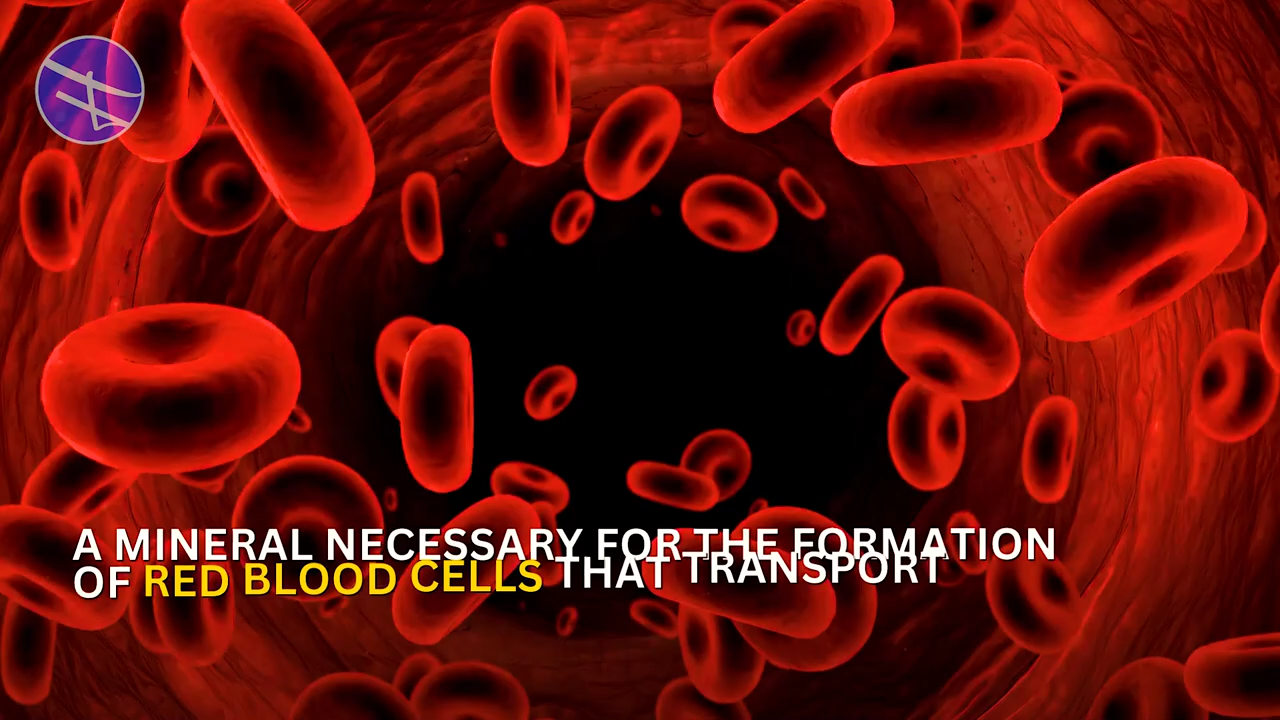 A MINERAL NECESSARY FOR THE FORMATION
OF RED BLOOD CELLS THAT TRANSPORT